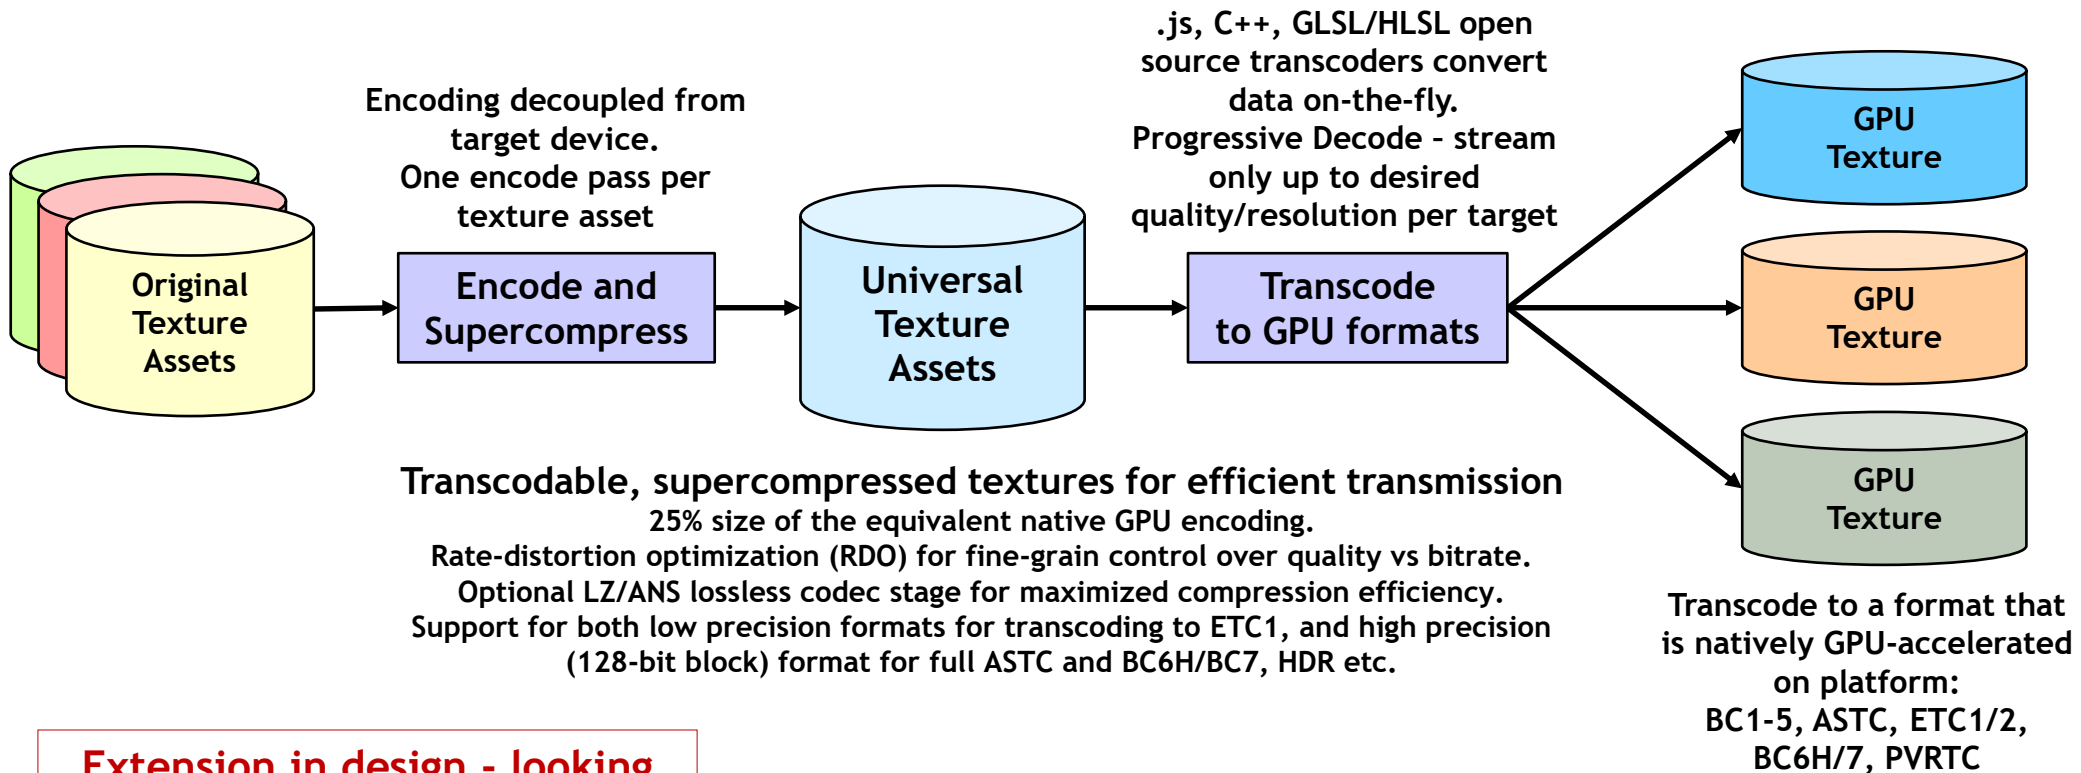 Original
Texture
Assets
Encoding decoupled from
target device.
One encode pass per
texture asset
Encode and
Supercompress
Universal
Texture
Assets
.js, C++, GLSL/HLSL open
source transcoders convert
data on-the-fly.
Progressive Decode – stream
only up to desired
quality/resolution per target
Transcode
to GPU formats
GPU
Texture
GPU
Texture
GPU
Texture
Transcodable, supercompressed textures for efficient transmission
25% size of the equivalent native GPU encoding.
Rate-distortion optimization (RDO) for fine-grain control over quality vs bitrate.
Optional LZ/ANS lossless codec stage for maximized compression efficiency.
Support for both low precision formats for transcoding to ETC1, and high precision
(128-bit block) format for full ASTC and BC6H/BC7, HDR etc.
Transcode to a format that
is natively GPU-accelerated
on platform:
BC1-5, ASTC, ETC1/2,
BC6H/7, PVRTC
Extension in design - looking